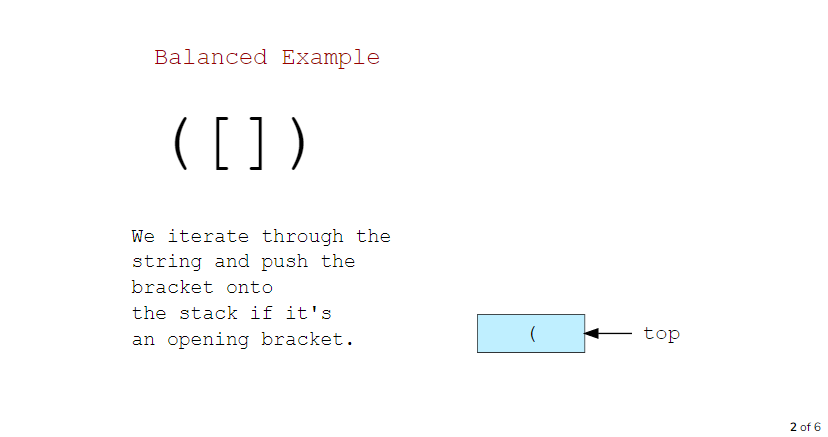 Balanced Example
([])
We iterate through the
string and push the
bracket onto
the stack if it's
an opening bracket.
( top
2 of 6